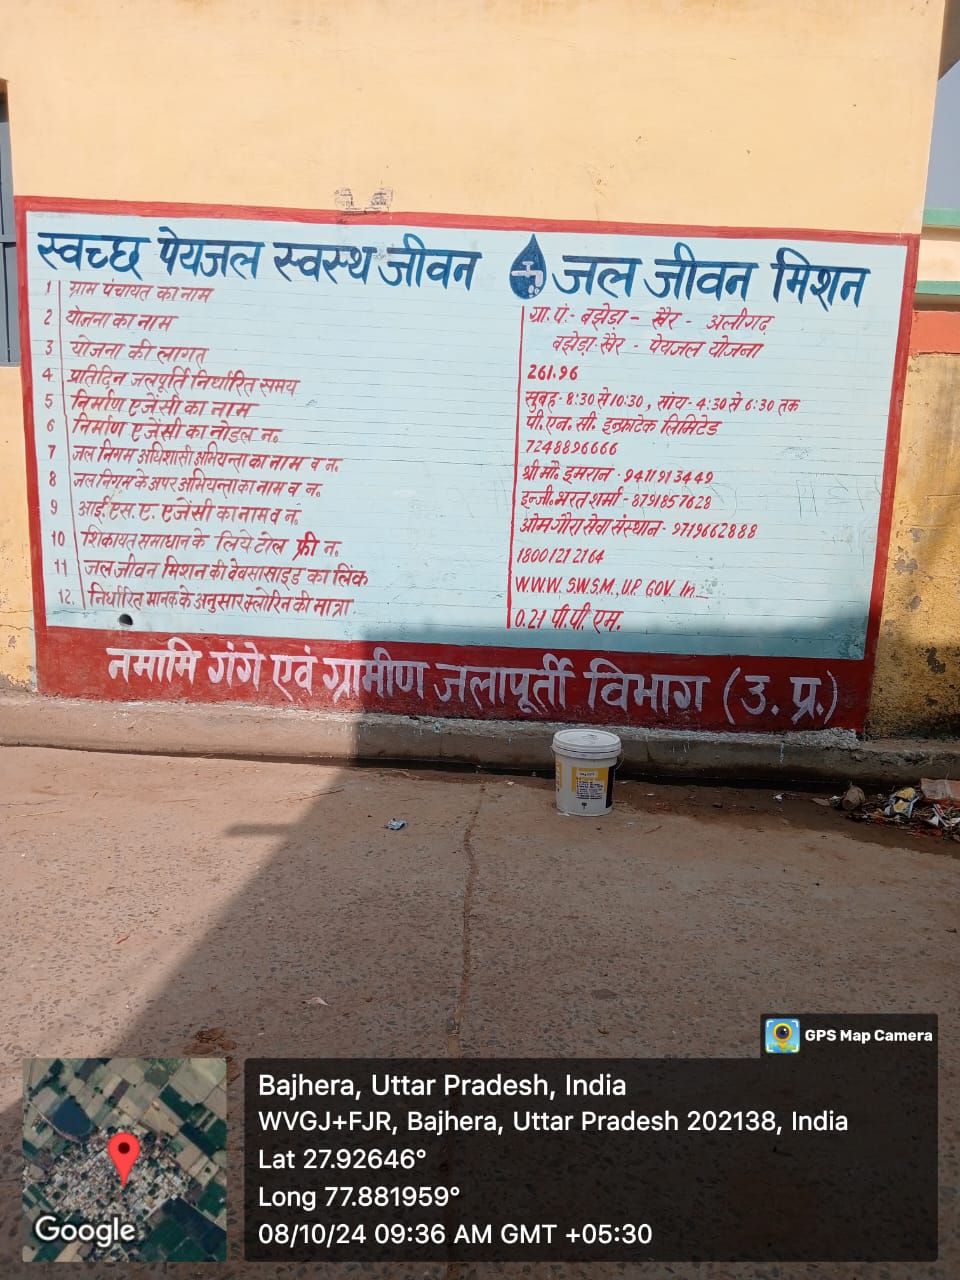 स्वच्छ पेयजल स्वस्थ जीवन जल जीवन मिशन
1 ग्राम पंचायत का नाम ग्रा. पं:- बझेड़ा - खैर - अलीगढ़
2 योजना का नाम बझेड़ा खैर - पेयजल योजना
3 योजना की लागत 261.96
4 प्रतिदिन जलपूर्ति निर्धारित समय सुबह- 8:30 से 10:30, सांय- 4:30 से 6:30 तक
5 निर्माण एजेंसी का नाम पी. एन. सी. इन्फ्राटेक लिमिटेड
6 निर्माण एजेंसी का नोडल न. 7248896666
7 जल निगम अधिशासी अभियन्ता का नाम व न. श्री मौ. इमरान - 9411913449
8 जल निगम के अपर अभियन्ता का नाम व न. इन्जी. भरत शर्मा - 8791857628
9 आई. एस. ए. एजेंसी का नाम व नं. ओम गौरा सेवा संस्थान - 9719662888
10 शिकायत समाधान के लिये टोल फ्री न. 18001212164
11 जल जीवन मिशन की वेबसासाइड का लिंक W.W.W. S.W.S.M., U.P. GOV. In
12. निर्धारित मानक के अनुसार क्लोरिन की मात्रा 0.21 पी. पी. एम.
नमामि गंगे एवं ग्रामीण जलापूर्ती विभाग (उ. प्र.)
GPS Map Camera
Bajhera, Uttar Pradesh, India
WVGJ+FJR, Bajhera, Uttar Pradesh 202138, India
Lat 27.92646°
Long 77.881959°
08/10/24 09:36 AM GMT +05:30
Google